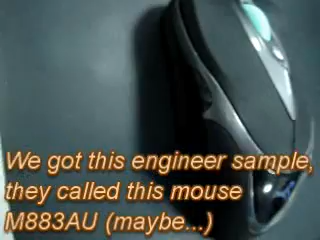 We got this engineer sample,
they called this mouse
M883AU (maybe...)